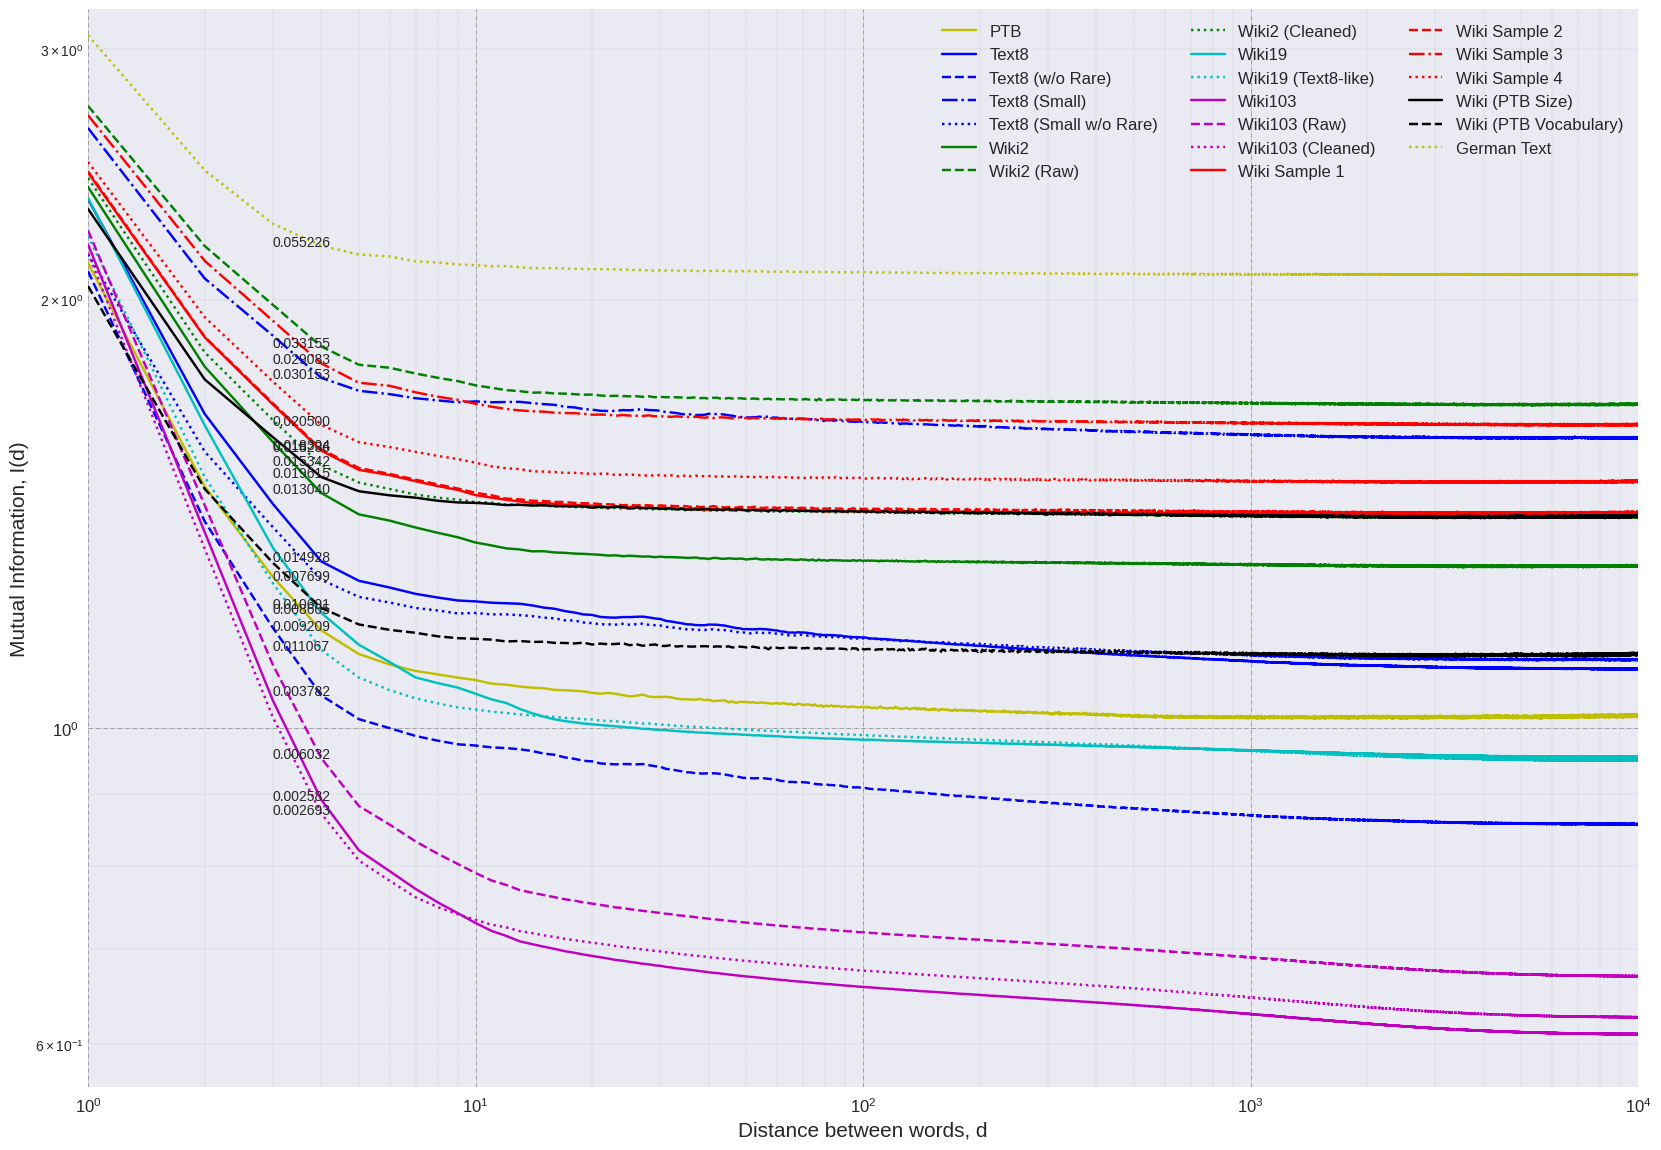 3×10⁰
2×10⁰
10⁰
6×10⁻¹
Mutual Information, I(d)
PTB
Text8
Text8 (w/o Rare)
Text8 (Small)
Text8 (Small w/o Rare)
Wiki2
Wiki2 (Raw)
Wiki2 (Cleaned)
Wiki19
Wiki19 (Text8-like)
Wiki103
Wiki103 (Raw)
Wiki103 (Cleaned)
Wiki Sample 1
Wiki Sample 2
Wiki Sample 3
Wiki Sample 4
Wiki (PTB Size)
Wiki (PTB Vocabulary)
German Text
0.055226
0.033155
0.029083
0.030153
0.020500
0.015342
0.013615
0.013040
0.014928
0.007699
0.009209
0.011067
0.003782
0.006032
0.002582
0.002693
10⁰
10¹
10²
10³
10⁴
Distance between words, d